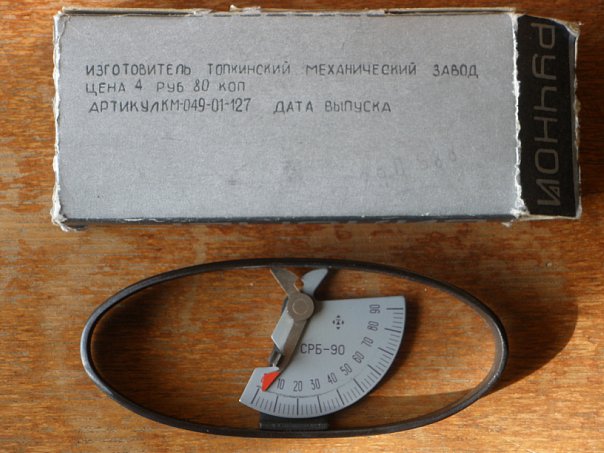 ИЗГОТОВИТЕЛЬ ТОПКИНСКИЙ МЕХАНИЧЕСКИЙ ЗАВОД
ЦЕНА 4 РУБ 80 КОП
АРТИКУЛ КМ-049-01-127 ДАТА ВЫПУСКА
РУЧНОЙ
СРБ-90
10 20 30 40 50 60 70 80 90